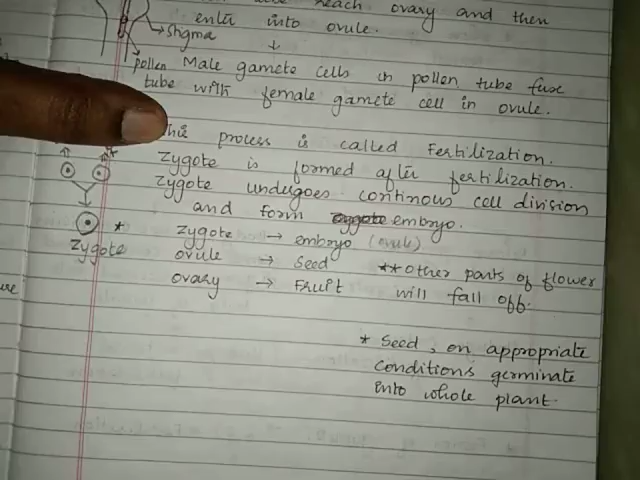 reach ovary and then
enter into ovule.
stigma
↓
pollen tube
Male gamete cells in pollen tube fuse
with female gamete cell in ovule.
process is called Fertilization.
Zygote is formed after fertilization.
Zygote undergoes continous cell division
and form embryo.
zygote → embryo (ovule)
ovule → seed
ovary → FRUIT
* zygote
** other parts of flower
will fall off.
* Seed, on appropriate
conditions germinate
into whole plant.